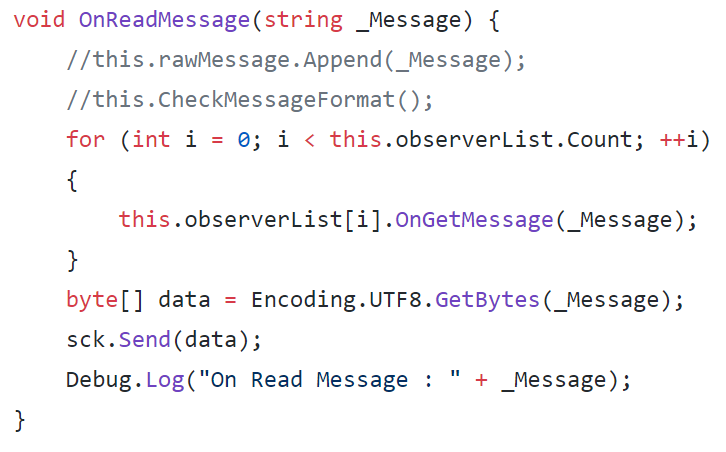 void OnReadMessage(string _Message) {
    //this.rawMessage.Append(_Message);
    //this.CheckMessageFormat();
    for (int i = 0; i < this.observerList.Count; ++i)
    {
        this.observerList[i].OnGetMessage(_Message);
    }
    byte[] data = Encoding.UTF8.GetBytes(_Message);
    sck.Send(data);
    Debug.Log("On Read Message : " + _Message);
}